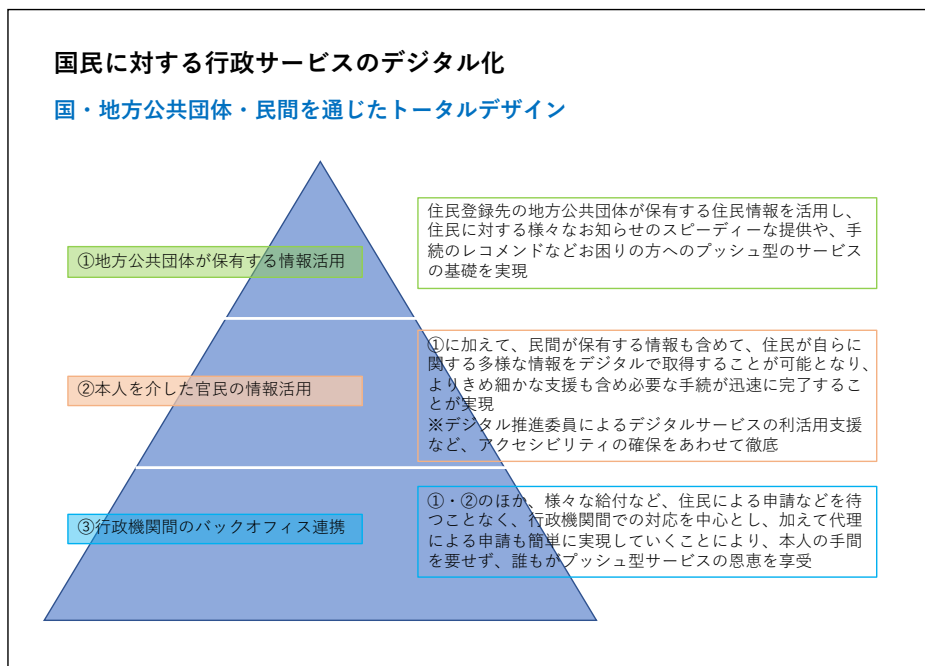 国民に対する行政サービスのデジタル化
国・地方公共団体・民間を通じたトータルデザイン
①地方公共団体が保有する情報活用
住民登録先の地方公共団体が保有する住民情報を活用し、
住民に対する様々なお知らせのスピーディーな提供や、手
続のレコメンドなどお困りの方へのプッシュ型のサービス
の基礎を実現
②本人を介した官民の情報活用
①に加えて、民間が保有する情報も含めて、住民が自らに
関する多様な情報をデジタルで取得することが可能となり、
よりきめ細かな支援も含め必要な手続が迅速に完了するこ
とが実現
※デジタル推進委員によるデジタルサービスの利活用支援
など、アクセシビリティの確保をあわせて徹底
③行政機関間のバックオフィス連携
①・②のほか、様々な給付など、住民による申請などを待
つことなく、行政機関間での対応を中心とし、加えて代理
による申請も簡単に実現していくことにより、本人の手間
を要せず、誰もがプッシュ型サービスの恩恵を享受